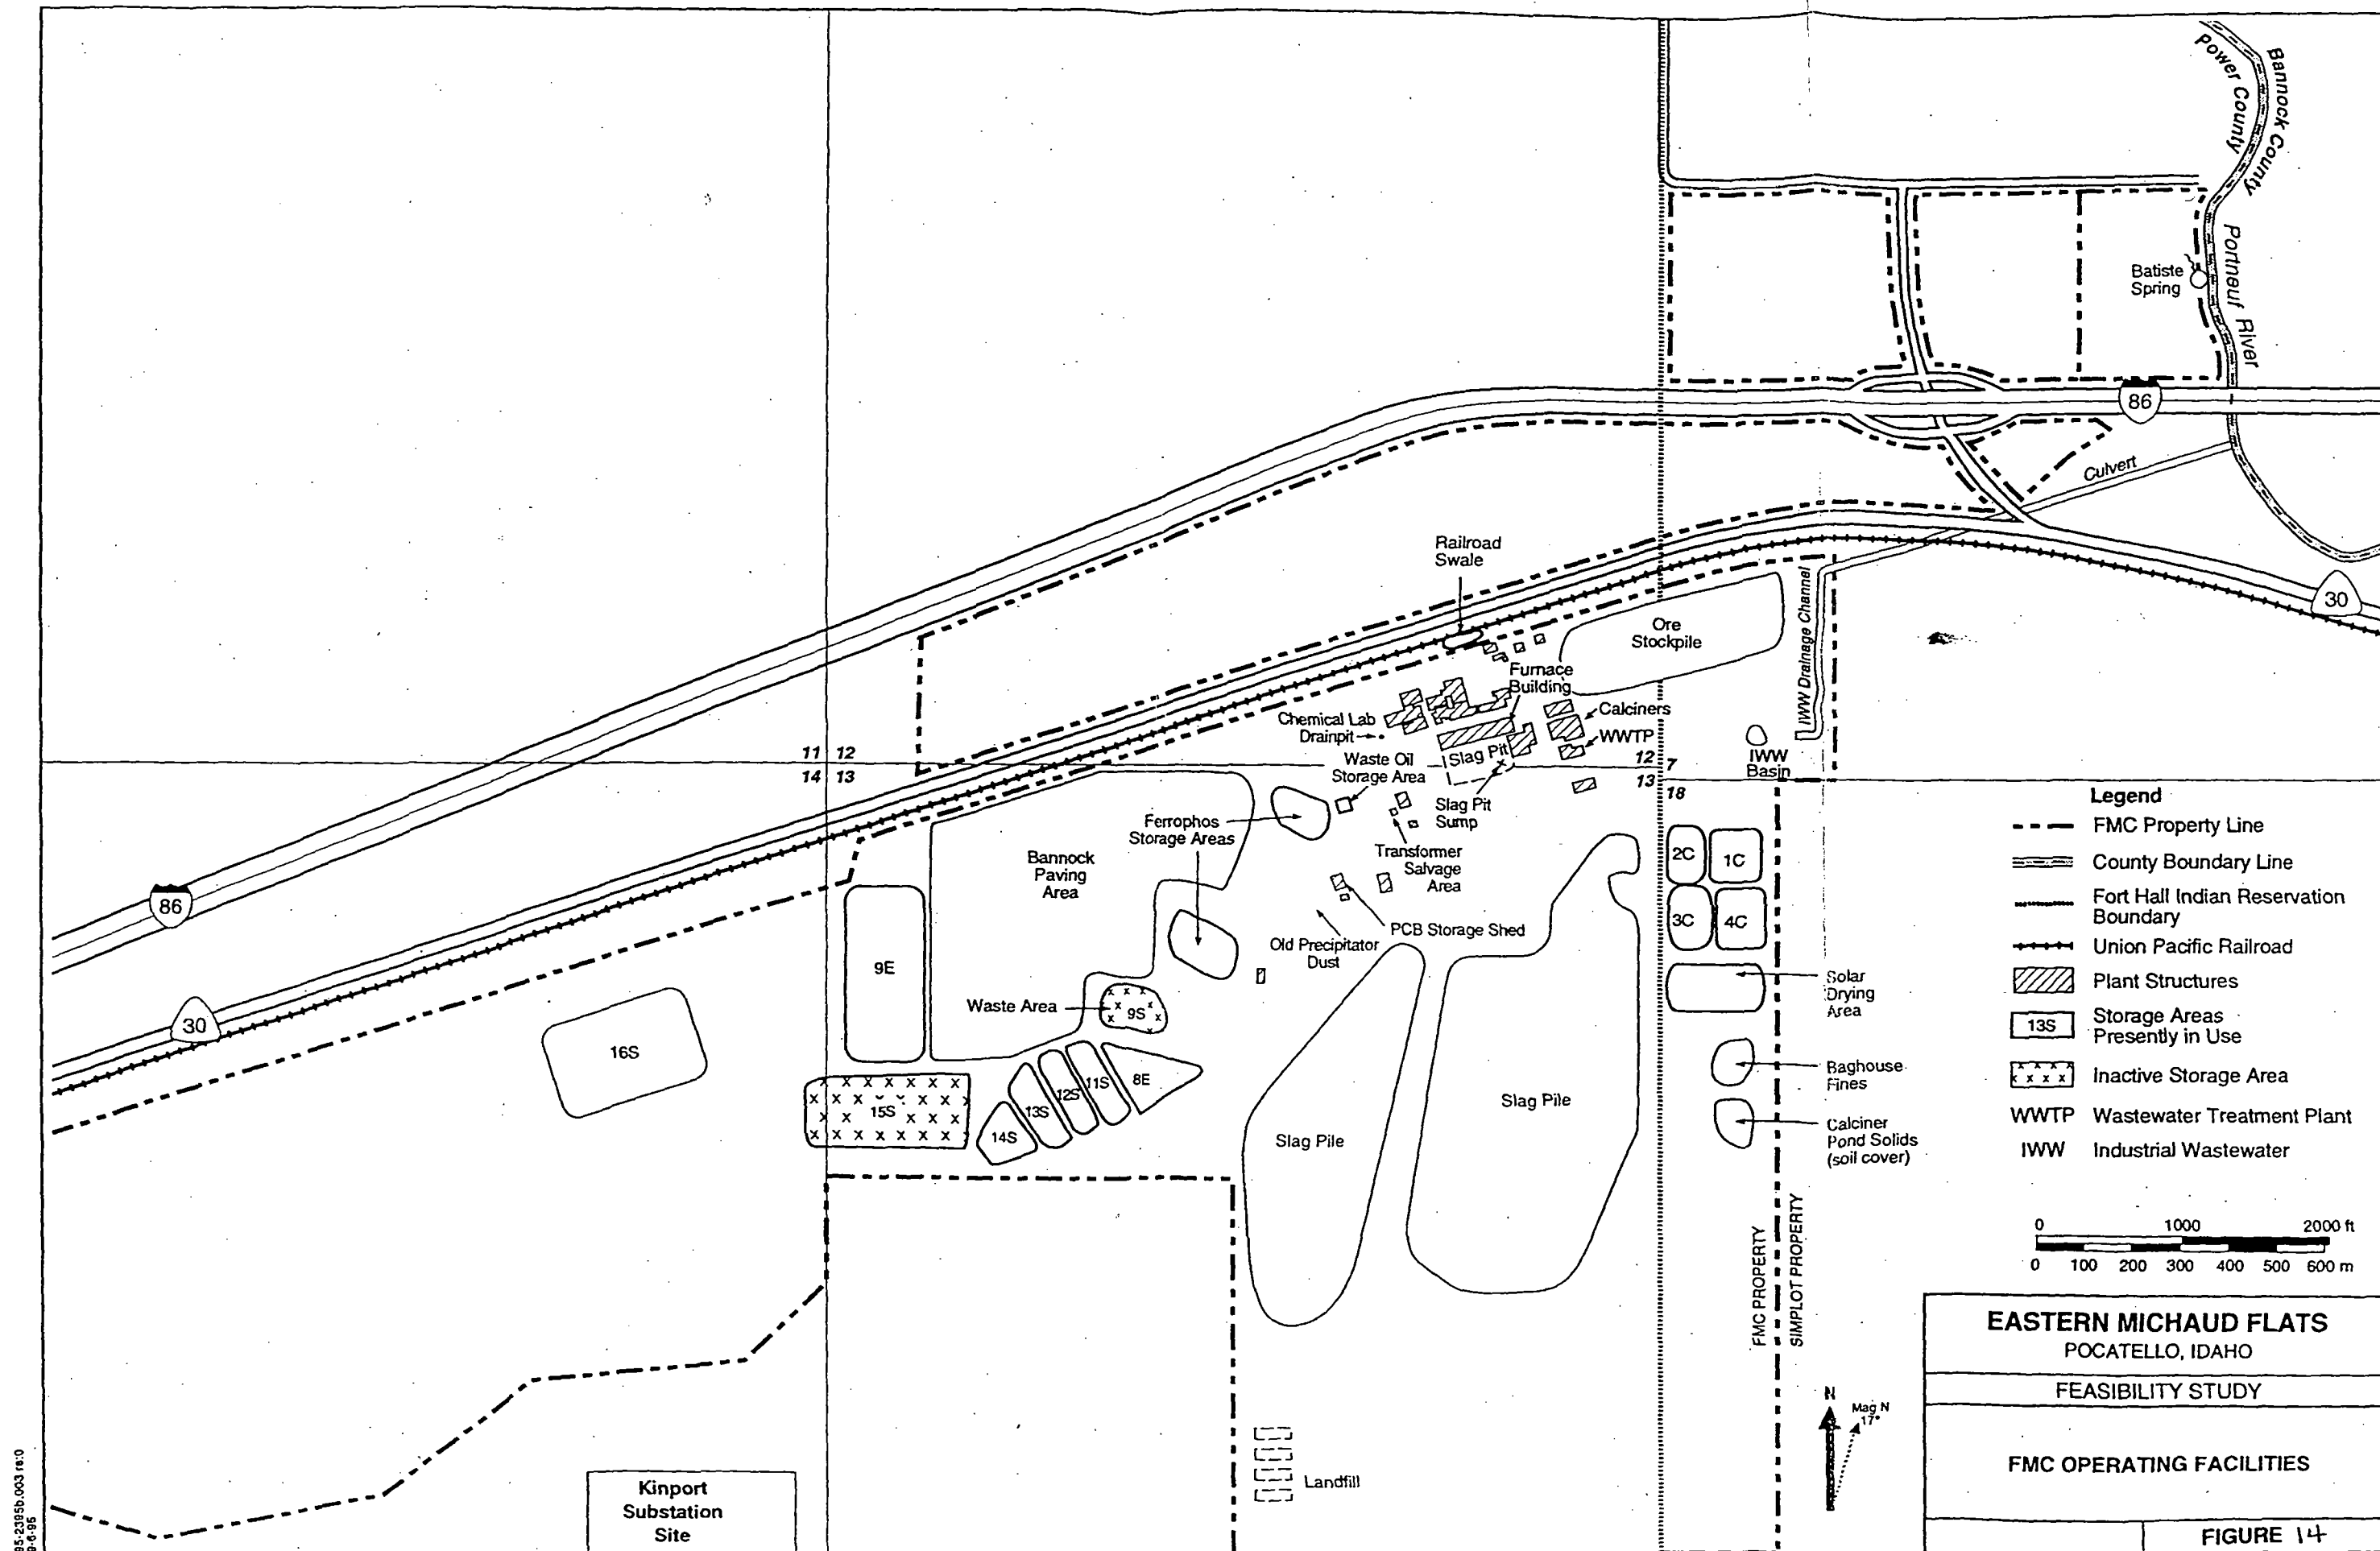 Power County
Bannock County
Portneuf River
Batiste
Spring
86
Culvert
30
Railroad
Swale
Ore
Stockpile
IWW Drainage Channel
Furnace
Building
Chemical Lab
Drainpit
Calciners
WWTP
Slag Pit
Waste Oil
Storage Area
IWW
Basin
11 12
14 13
12 7
13 18
Slag Pit
Sump
Ferrophos
Storage Areas
Transformer
Salvage
Area
Bannock
Paving
Area
PCB Storage Shed
Old Precipitator
Dust
2C
1C
3C
4C
86
30
9E
Waste Area
9S
16S
15S
14S
13S
12S
11S
8E
Slag Pile
Slag Pile
Solar
Drying
Area
Baghouse
Fines
Calciner
Pond Solids
(soil cover)
FMC PROPERTY
SIMPLOT PROPERTY
Landfill
Kinport
Substation
Site
Legend
FMC Property Line
County Boundary Line
Fort Hall Indian Reservation
Boundary
Union Pacific Railroad
Plant Structures
13S Storage Areas
Presently in Use
Inactive Storage Area
WWTP Wastewater Treatment Plant
IWW Industrial Wastewater
0 1000 2000 ft
0 100 200 300 400 500 600 m
N
Mag N
17°
EASTERN MICHAUD FLATS
POCATELLO, IDAHO
FEASIBILITY STUDY
FMC OPERATING FACILITIES
FIGURE 14